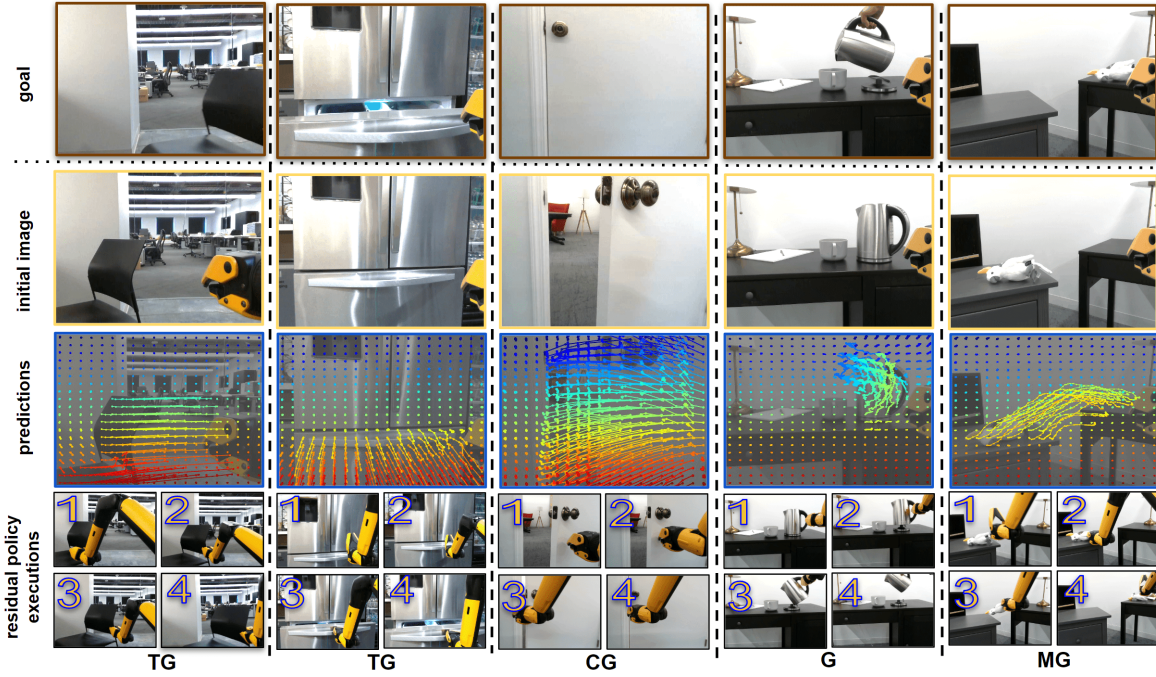 goal
initial image
predictions
residual policy
executions
1 2 1 2 1 2 1 2 1 2
3 4 3 4 3 4 3 4 3 4
TG TG CG G MG